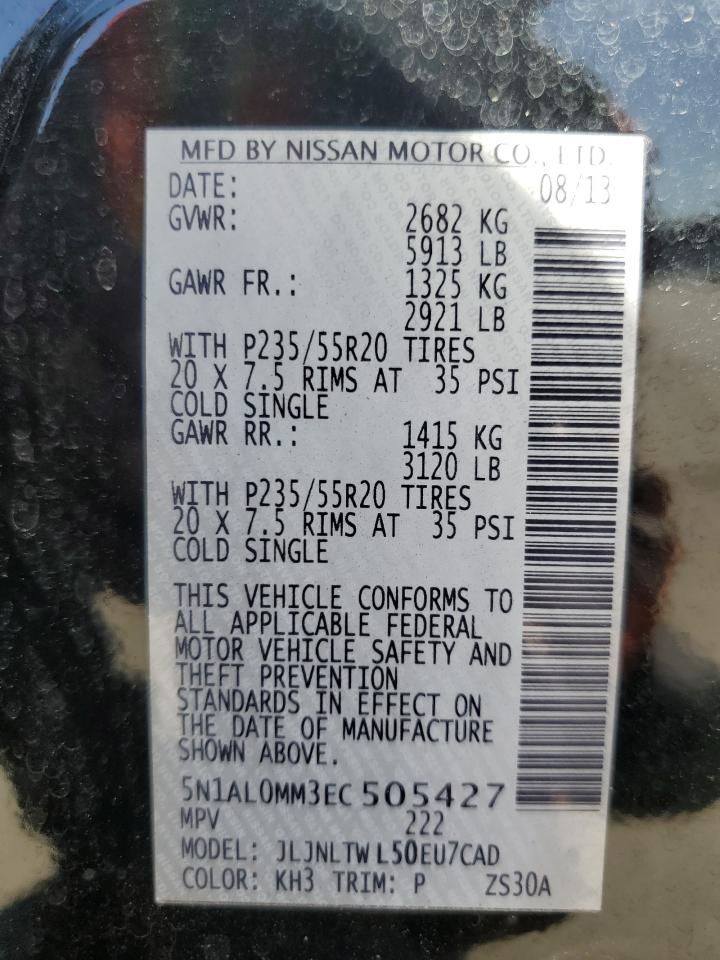 MFD BY NISSAN MOTOR CO., LTD.
DATE: 08/13
GVWR: 2682 KG
5913 LB
GAWR FR.: 1325 KG
2921 LB
WITH P235/55R20 TIRES
20 X 7.5 RIMS AT 35 PSI
COLD SINGLE
GAWR RR.: 1415 KG
3120 LB
WITH P235/55R20 TIRES
20 X 7.5 RIMS AT 35 PSI
COLD SINGLE
THIS VEHICLE CONFORMS TO
ALL APPLICABLE FEDERAL
MOTOR VEHICLE SAFETY AND
THEFT PREVENTION
STANDARDS IN EFFECT ON
THE DATE OF MANUFACTURE
SHOWN ABOVE.
5N1AL0MM3EC 505427
MPV 222
MODEL: JLJNLTW L50EU7CAD
COLOR: KH3 TRIM: P ZS30A